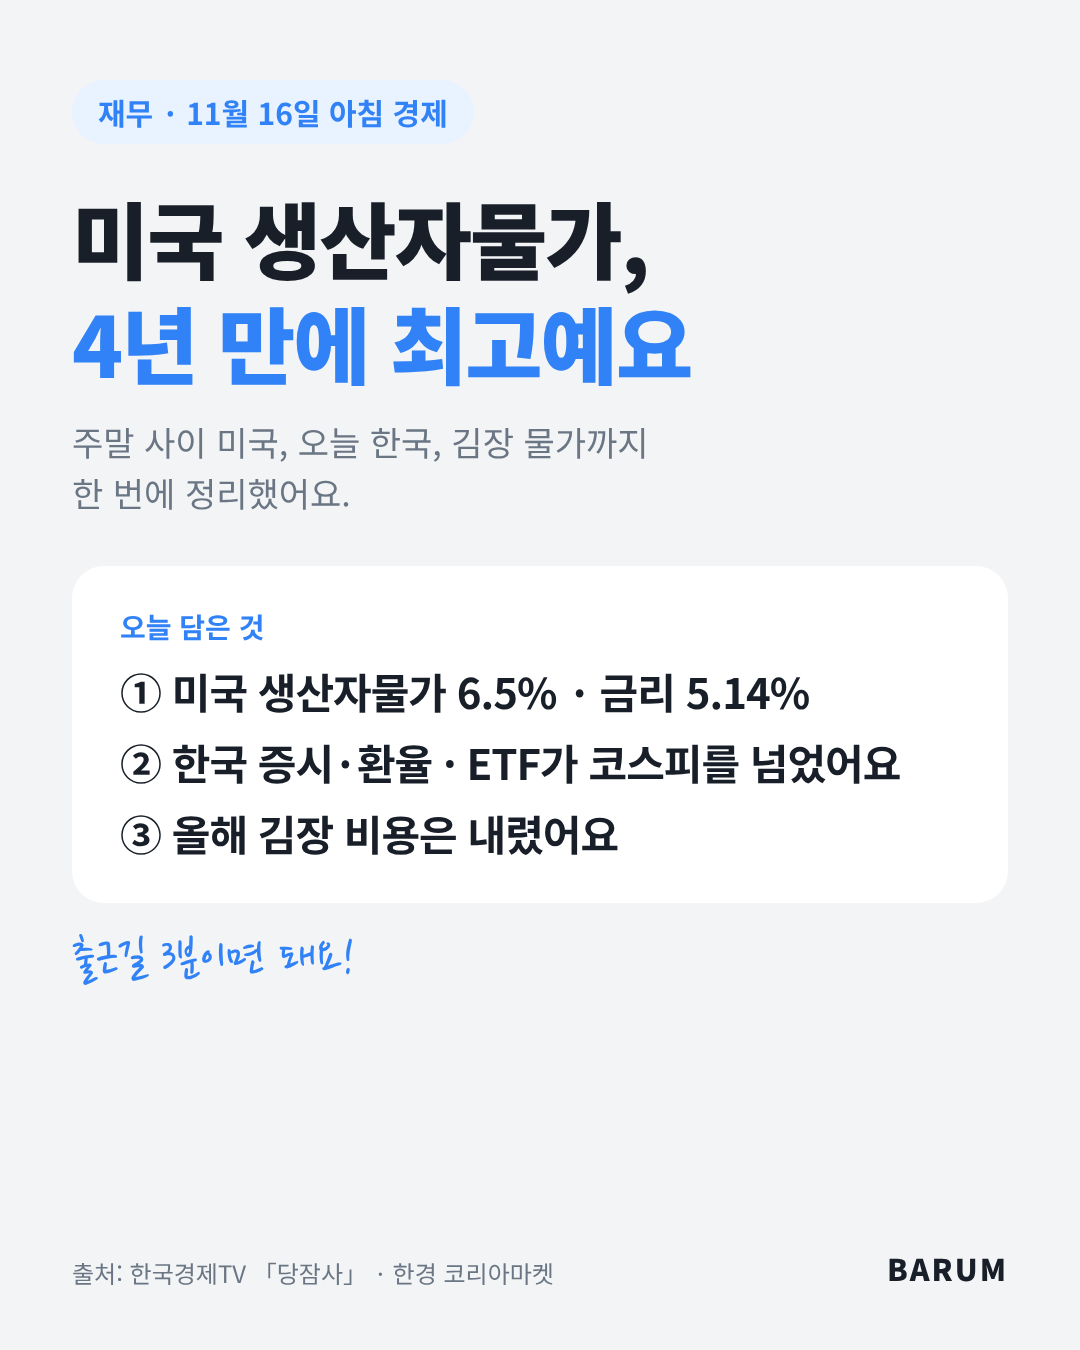 재무 · 11월 16일 아침 경제
미국 생산자물가,
4년 만에 최고예요
주말 사이 미국, 오늘 한국, 김장 물가까지
한 번에 정리했어요.
오늘 담은 것
① 미국 생산자물가 6.5% · 금리 5.14%
② 한국 증시·환율 · ETF가 코스피를 넘었어요
③ 올해 김장 비용은 내렸어요
출근길 3분이면 돼요!
출처: 한국경제TV 「당잠사」 · 한경 코리아마켓
BARUM